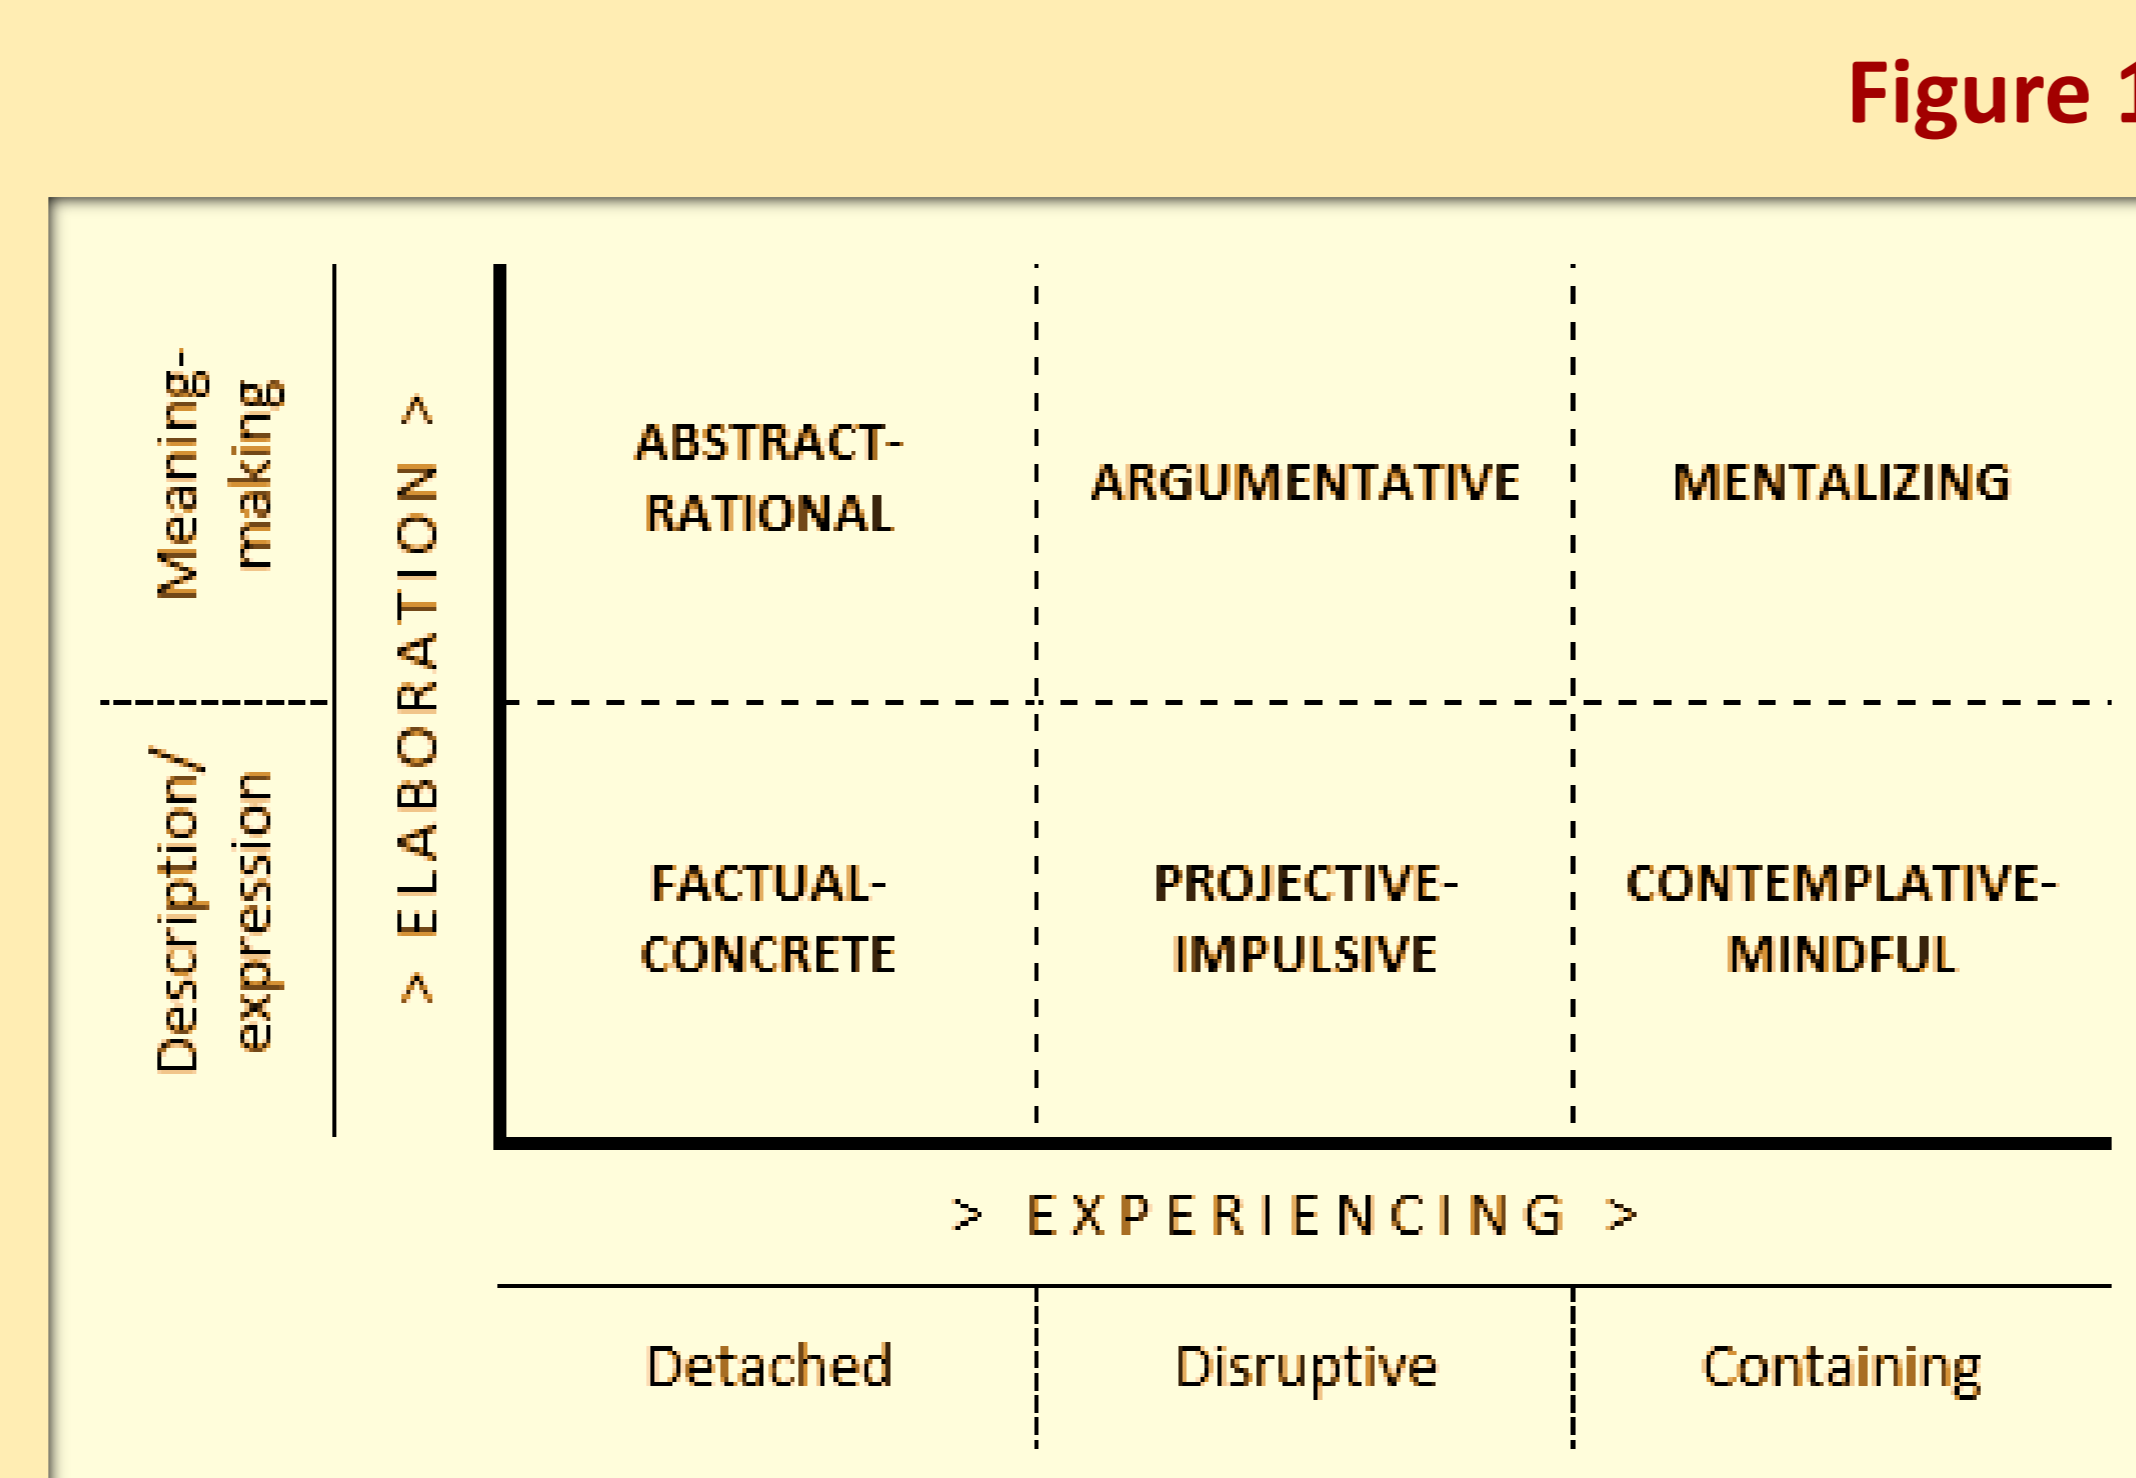 Figure 1
Meaning-
making
> ELABORATION >
ABSTRACT-
RATIONAL
ARGUMENTATIVE
MENTALIZING
Description/
expression
FACTUAL-
CONCRETE
PROJECTIVE-
IMPULSIVE
CONTEMPLATIVE-
MINDFUL
> EXPERIENCING >
Detached
Disruptive
Containing